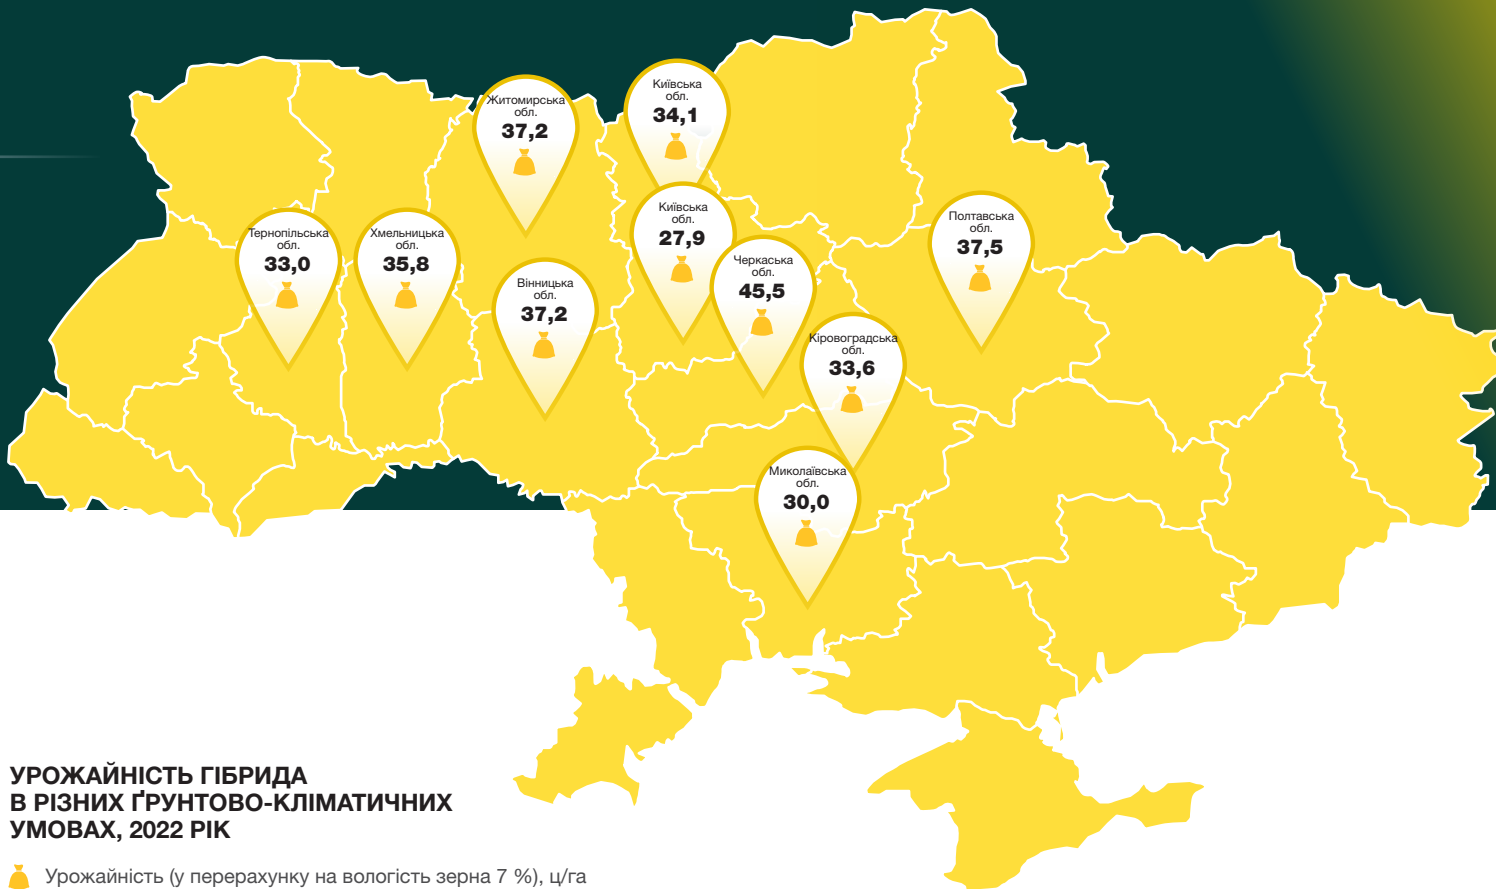 Житомирська
обл.
37,2
Київська
обл.
34,1
Тернопільська
обл.
33,0
Хмельницька
обл.
35,8
Вінницька
обл.
37,2
Київська
обл.
27,9
Черкаська
обл.
45,5
Полтавська
обл.
37,5
Кіровоградська
обл.
33,6
Миколаївська
обл.
30,0
УРОЖАЙНІСТЬ ГІБРИДА
В РІЗНИХ ҐРУНТОВО-КЛІМАТИЧНИХ
УМОВАХ, 2022 РІК
Урожайність (у перерахунку на вологість зерна 7 %), ц/га